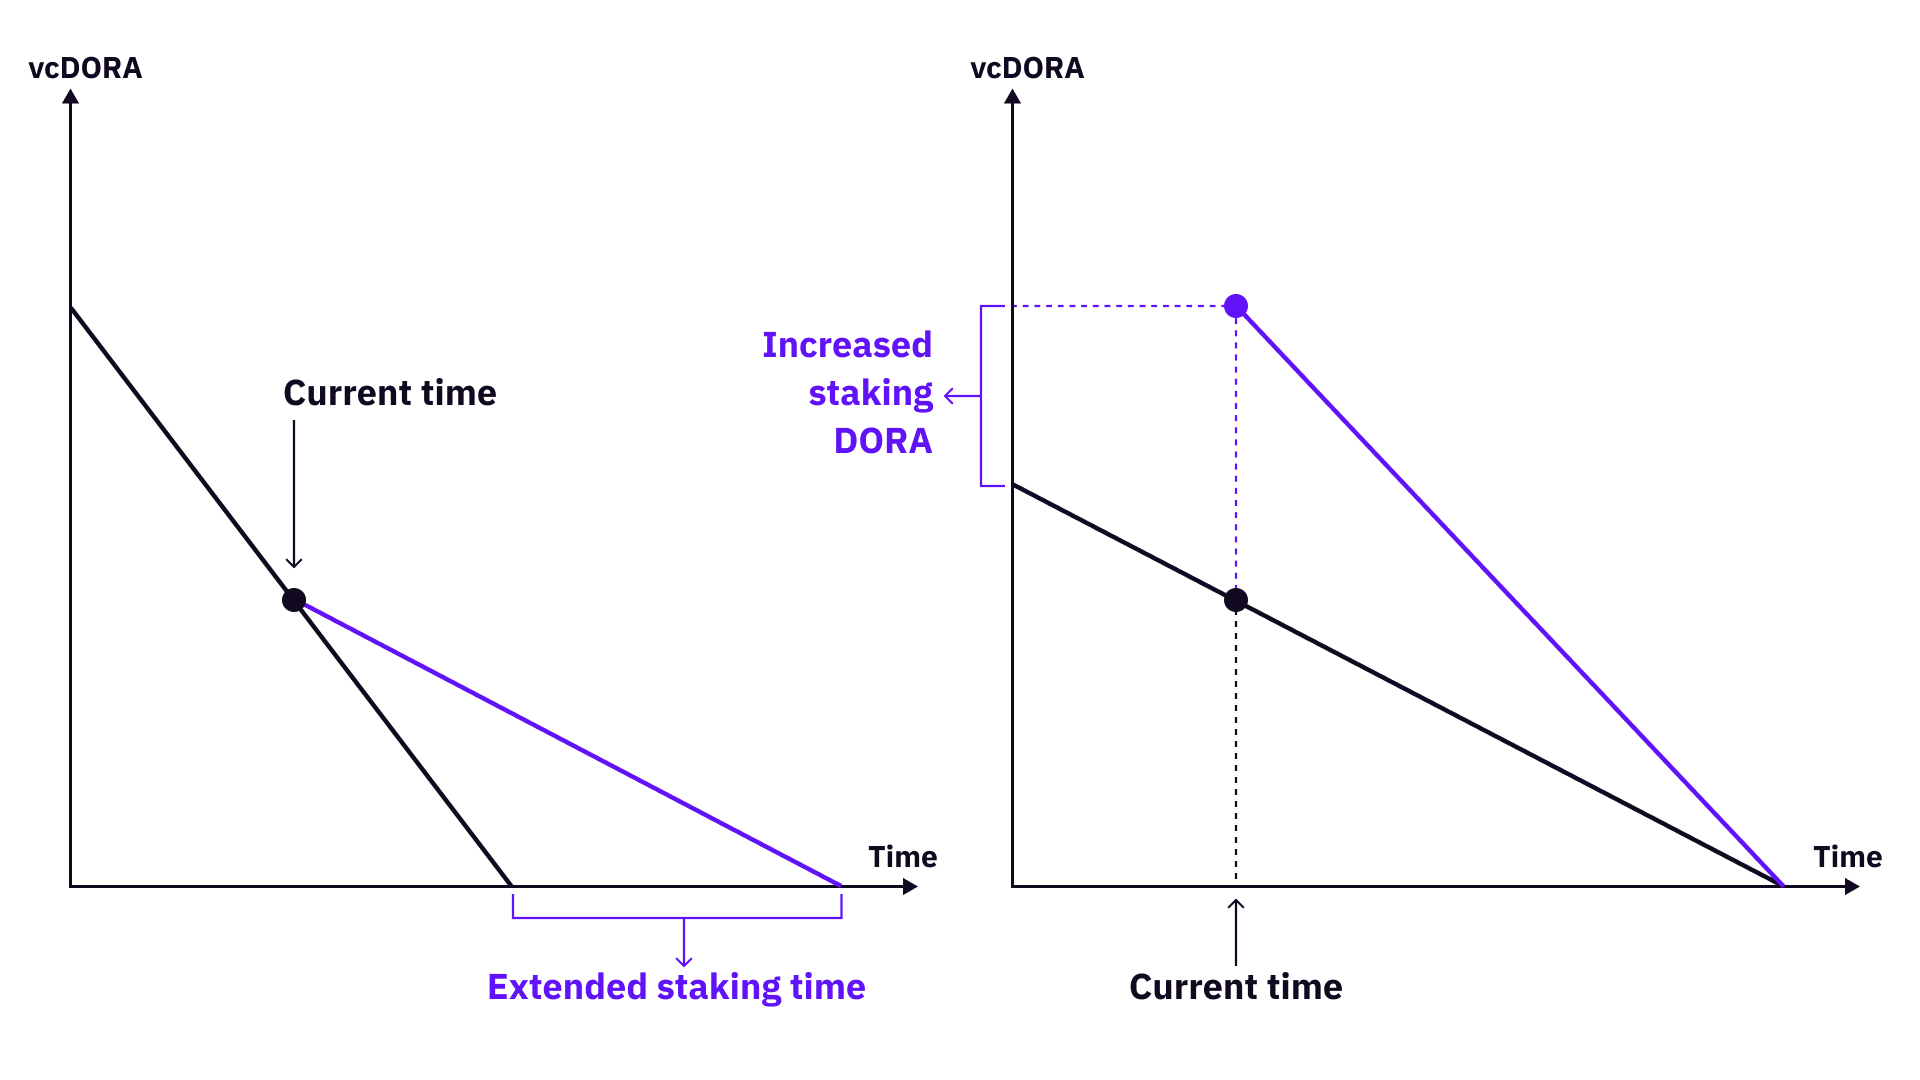 vcDORA
Current time
Time
Extended staking time
vcDORA
Increased
staking
DORA
Time
Current time